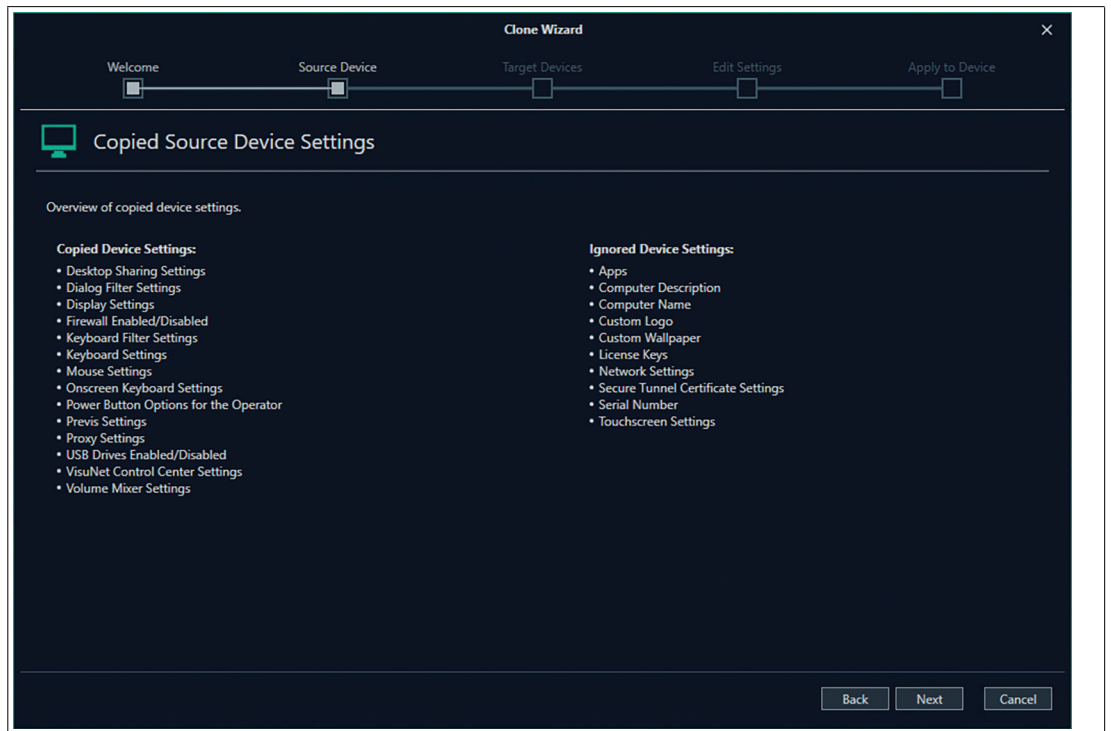 Clone Wizard
Welcome
Source Device
Target Devices
Edit Settings
Apply to Device
Copied Source Device Settings
Overview of copied device settings.
Copied Device Settings:
• Desktop Sharing Settings
• Dialog Filter Settings
• Display Settings
• Firewall Enabled/Disabled
• Keyboard Filter Settings
• Keyboard Settings
• Mouse Settings
• Onscreen Keyboard Settings
• Power Button Options for the Operator
• Previs Settings
• Proxy Settings
• USB Drives Enabled/Disabled
• VisuNet Control Center Settings
• Volume Mixer Settings
Ignored Device Settings:
• Apps
• Computer Description
• Computer Name
• Custom Logo
• Custom Wallpaper
• License Keys
• Network Settings
• Secure Tunnel Certificate Settings
• Serial Number
• Touchscreen Settings
Back
Next
Cancel